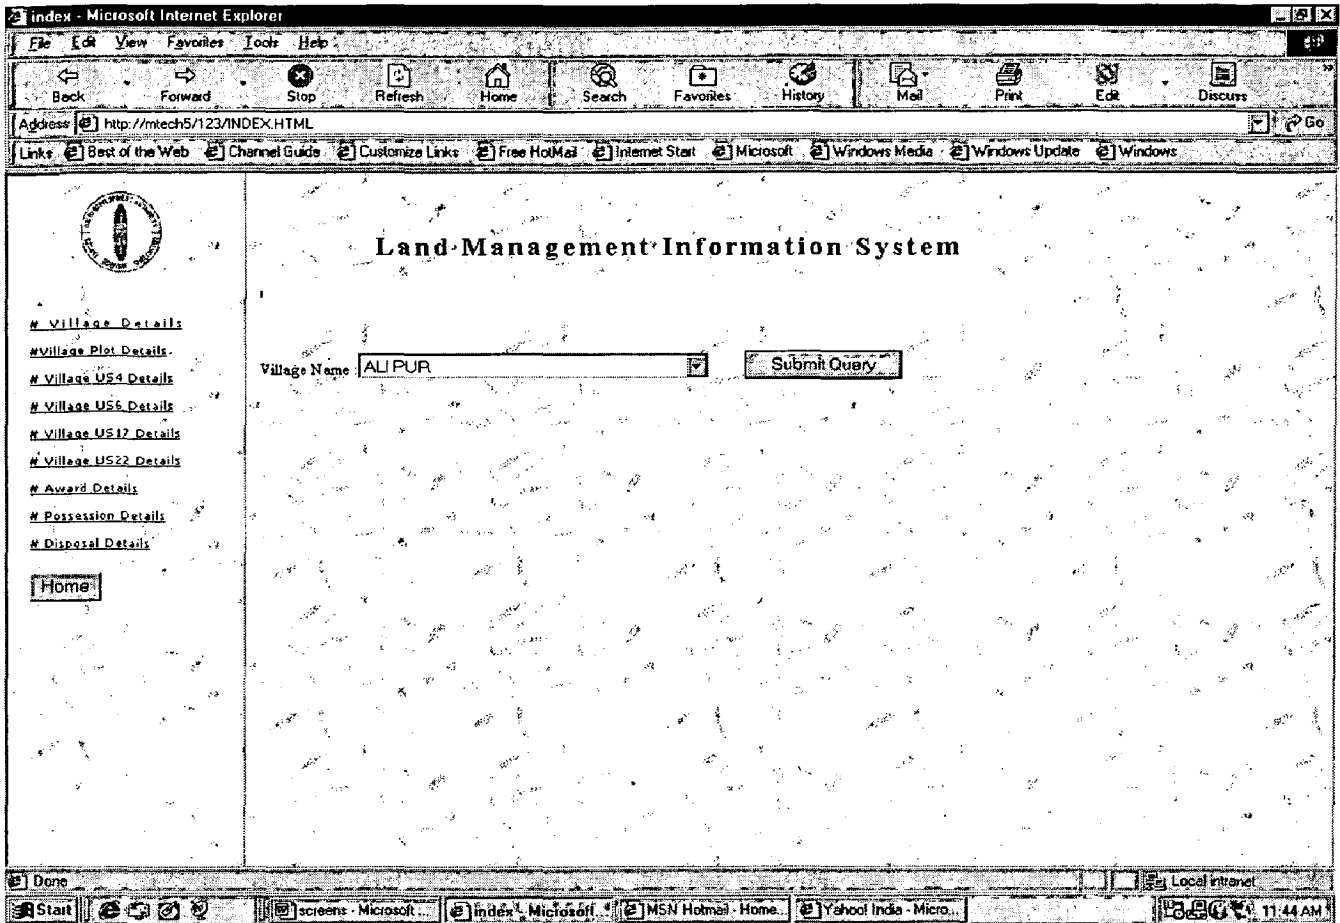 index - Microsoft Internet Explorer
File Edit View Favorites Tools Help
Back Forward Stop Refresh Home Search Favorites History Mail Print Edit Discuss
Address http://mtech5/123/INDEX.HTML Go
Links Best of the Web Channel Guide Customize Links Free HotMail Internet Start Microsoft Windows Media Windows Update Windows
Land Management Information System
# Village Details
#Village Plot Details
# Village US4 Details
# Village US6 Details
# Village US17 Details
# Village US22 Details
# Award Details
# Possession Details
# Disposal Details
Home
Village Name : ALI PUR Submit Query
Done Local intranet
Start screens - Microsoft... index - Microsoft... MSN Hotmail - Home... Yahoo! India - Micro... 11:44 AM